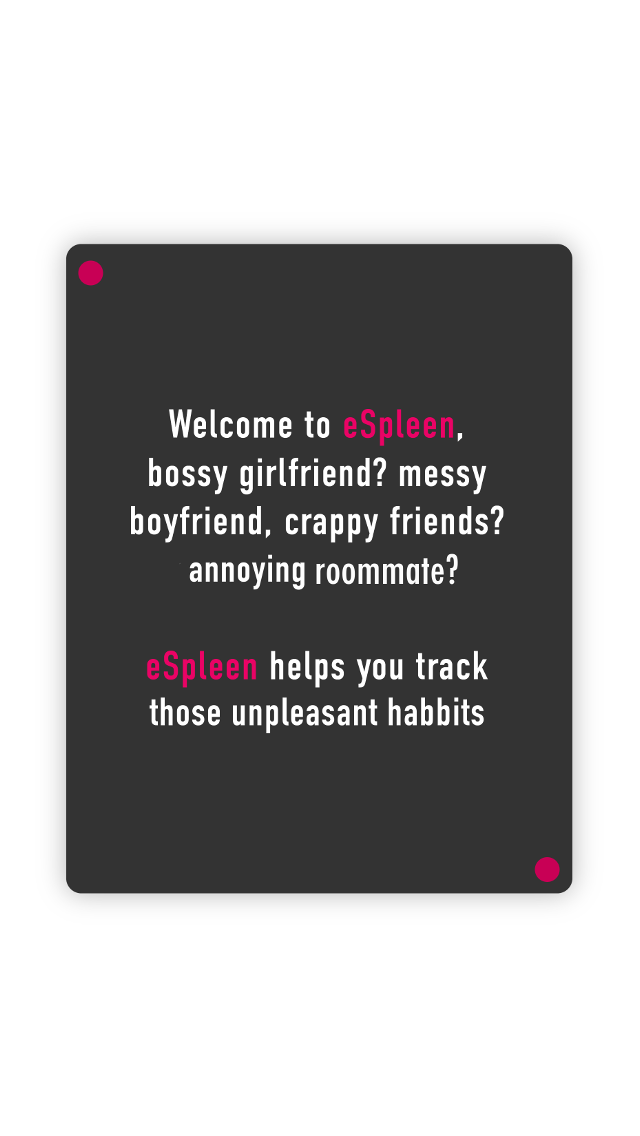 Welcome to eSpleen,
bossy girlfriend? messy
boyfriend, crappy friends?
annoying roommate?
eSpleen helps you track
those unpleasant habbits